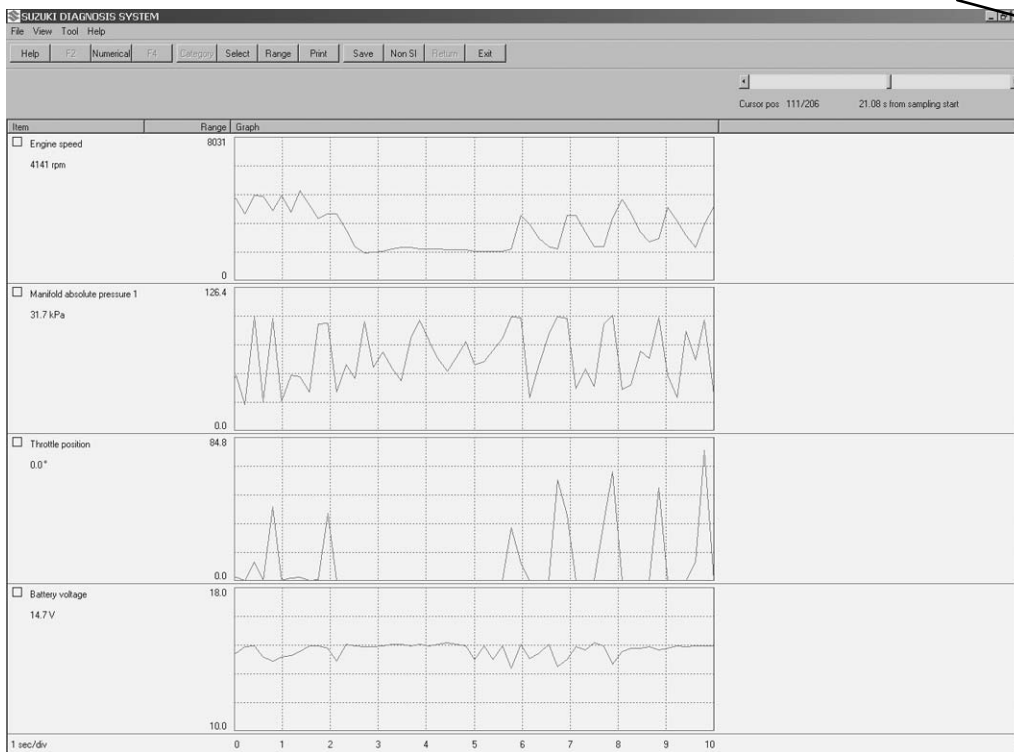 SUZUKI DIAGNOSIS SYSTEM
File View Tool Help
Help F2 Numerical F4 Category Select Range Print Save Non SI Return Exit
Cursor pos 111/206 21.08 s from sampling start
Item Range Graph
Engine speed 8031
4141 rpm
0
Manifold absolute pressure 1 126.4
31.7 kPa
0.0
Throttle position 84.8
0.0°
0.0
Battery voltage 18.0
14.7 V
10.0
1 sec/div 0 1 2 3 4 5 6 7 8 9 10